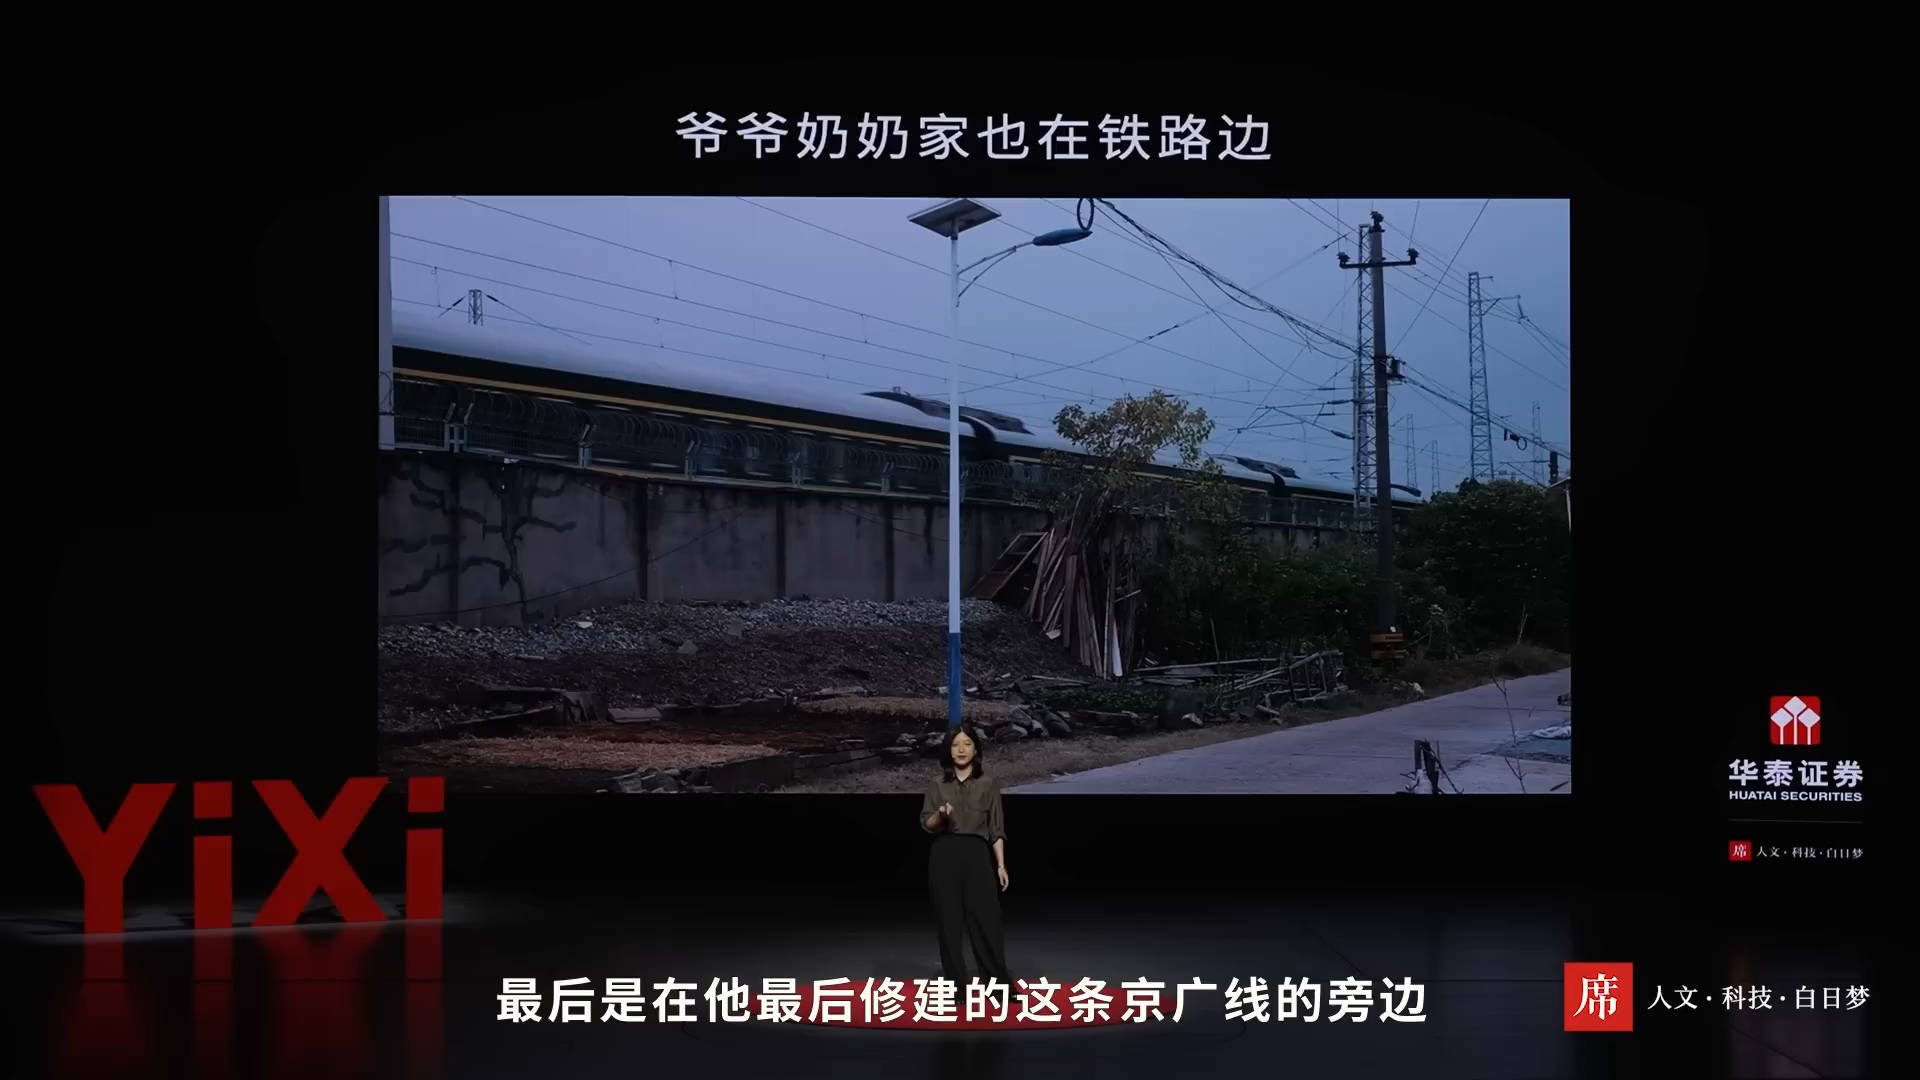 爷爷奶奶家也在铁路边
YiXi
华泰证券
HUATAI SECURITIES
席 人文·科技·白日梦
最后是在他最后修建的这条京广线的旁边
席 人文·科技·白日梦